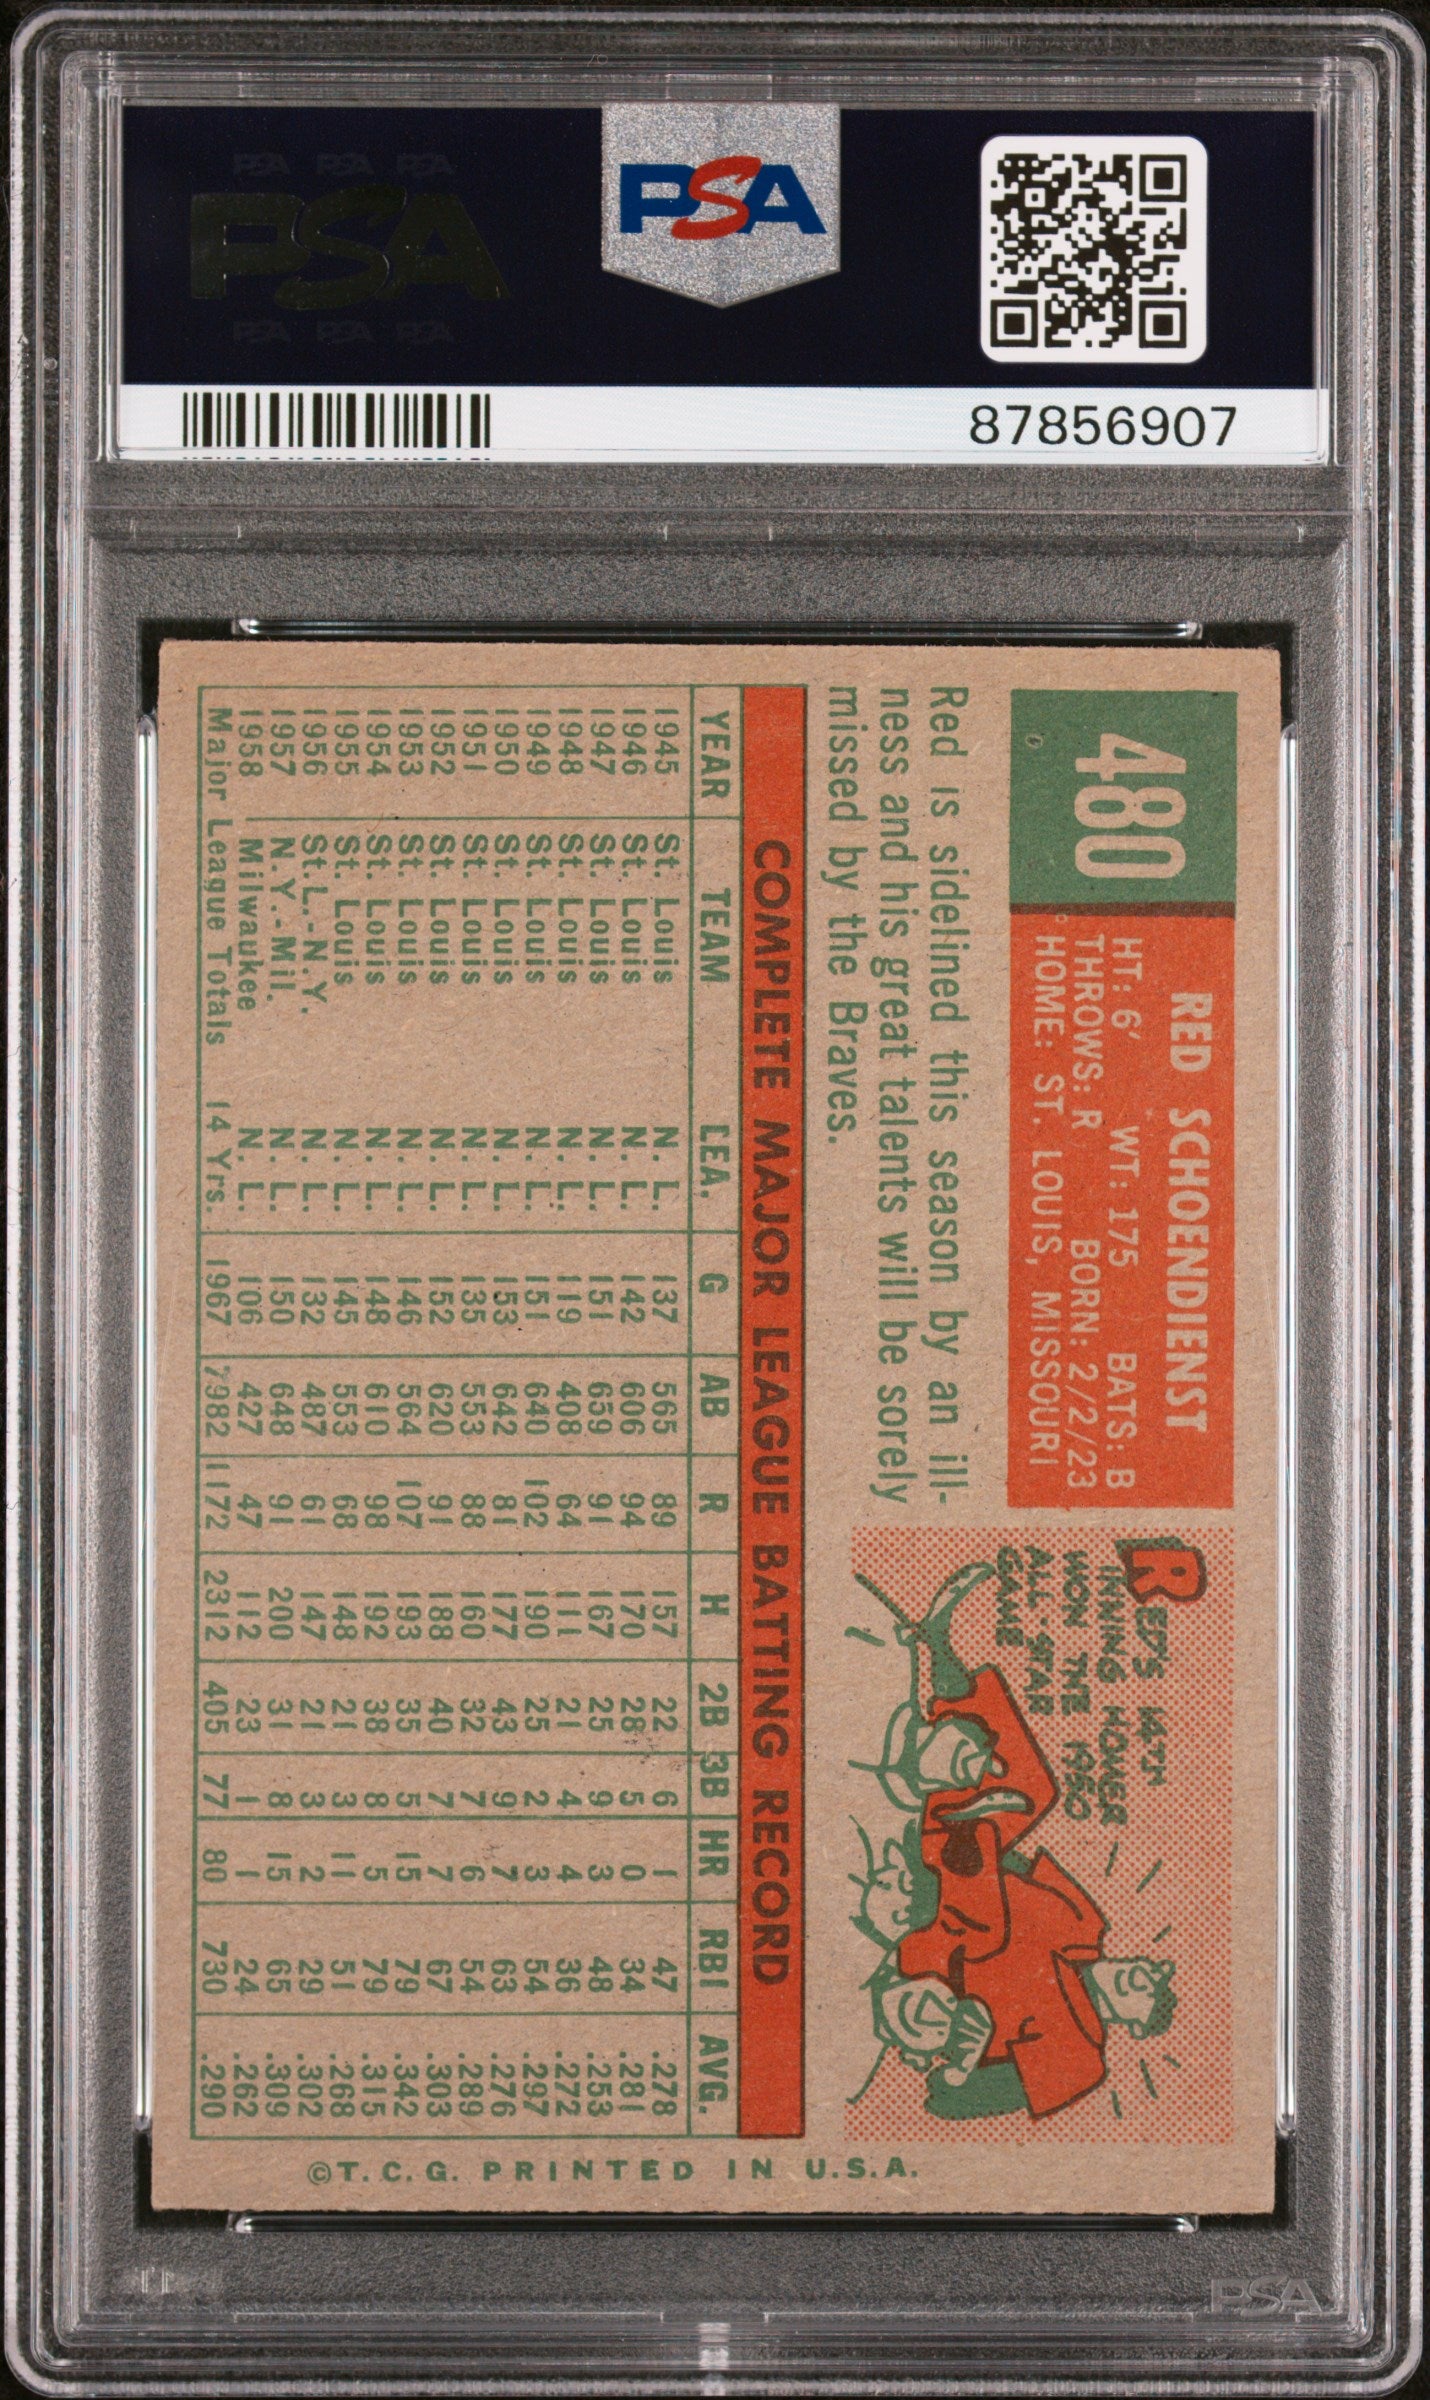 PSA PSA PSA
PSA
PSA PSA PSA
PSA
87856907
480
RED SCHOENDIENST
HT: 6' WT: 175 BATS: B
THROWS: R BORN: 2/2/23
HOME: ST. LOUIS, MISSOURI
RED'S 14TH
INNING HOMER
WON THE 1950
ALL STAR
GAME
Red is sidelined this season by an ill-
ness and his great talents will be sorely
missed by the Braves.
COMPLETE MAJOR LEAGUE BATTING RECORD
YEAR TEAM LEA. G AB R H 2B 3B HR RBI AVG.
1945 St. Louis N. L. 137 565 89 157 22 6 1 47 .278
1946 St. Louis N. L. 142 606 94 170 28 5 0 34 .281
1947 St. Louis N. L. 151 659 91 167 25 9 3 48 .253
1948 St. Louis N. L. 119 408 64 111 21 4 4 36 .272
1949 St. Louis N. L. 151 640 102 190 25 2 3 54 .297
1950 St. Louis N. L. 153 642 81 177 43 9 7 63 .276
1951 St. Louis N. L. 135 553 88 160 32 7 6 54 .289
1952 St. Louis N. L. 152 620 91 188 40 7 7 67 .303
1953 St. Louis N. L. 146 564 107 193 35 5 15 79 .342
1954 St. Louis N. L. 148 610 98 192 38 8 5 79 .315
1955 St. Louis N. L. 145 553 68 148 21 3 11 51 .268
1956 St. L.-N.Y. N. L. 132 487 61 147 21 3 2 29 .302
1957 N.Y.-Mil. N. L. 150 648 91 200 31 8 15 65 .309
1958 Milwaukee N. L. 106 427 47 112 23 1 1 24 .262
Major League Totals 14 Yrs. 1967 7982 1172 2312 405 77 80 730 .290
©T. C. G. PRINTED IN U.S.A.
PSA